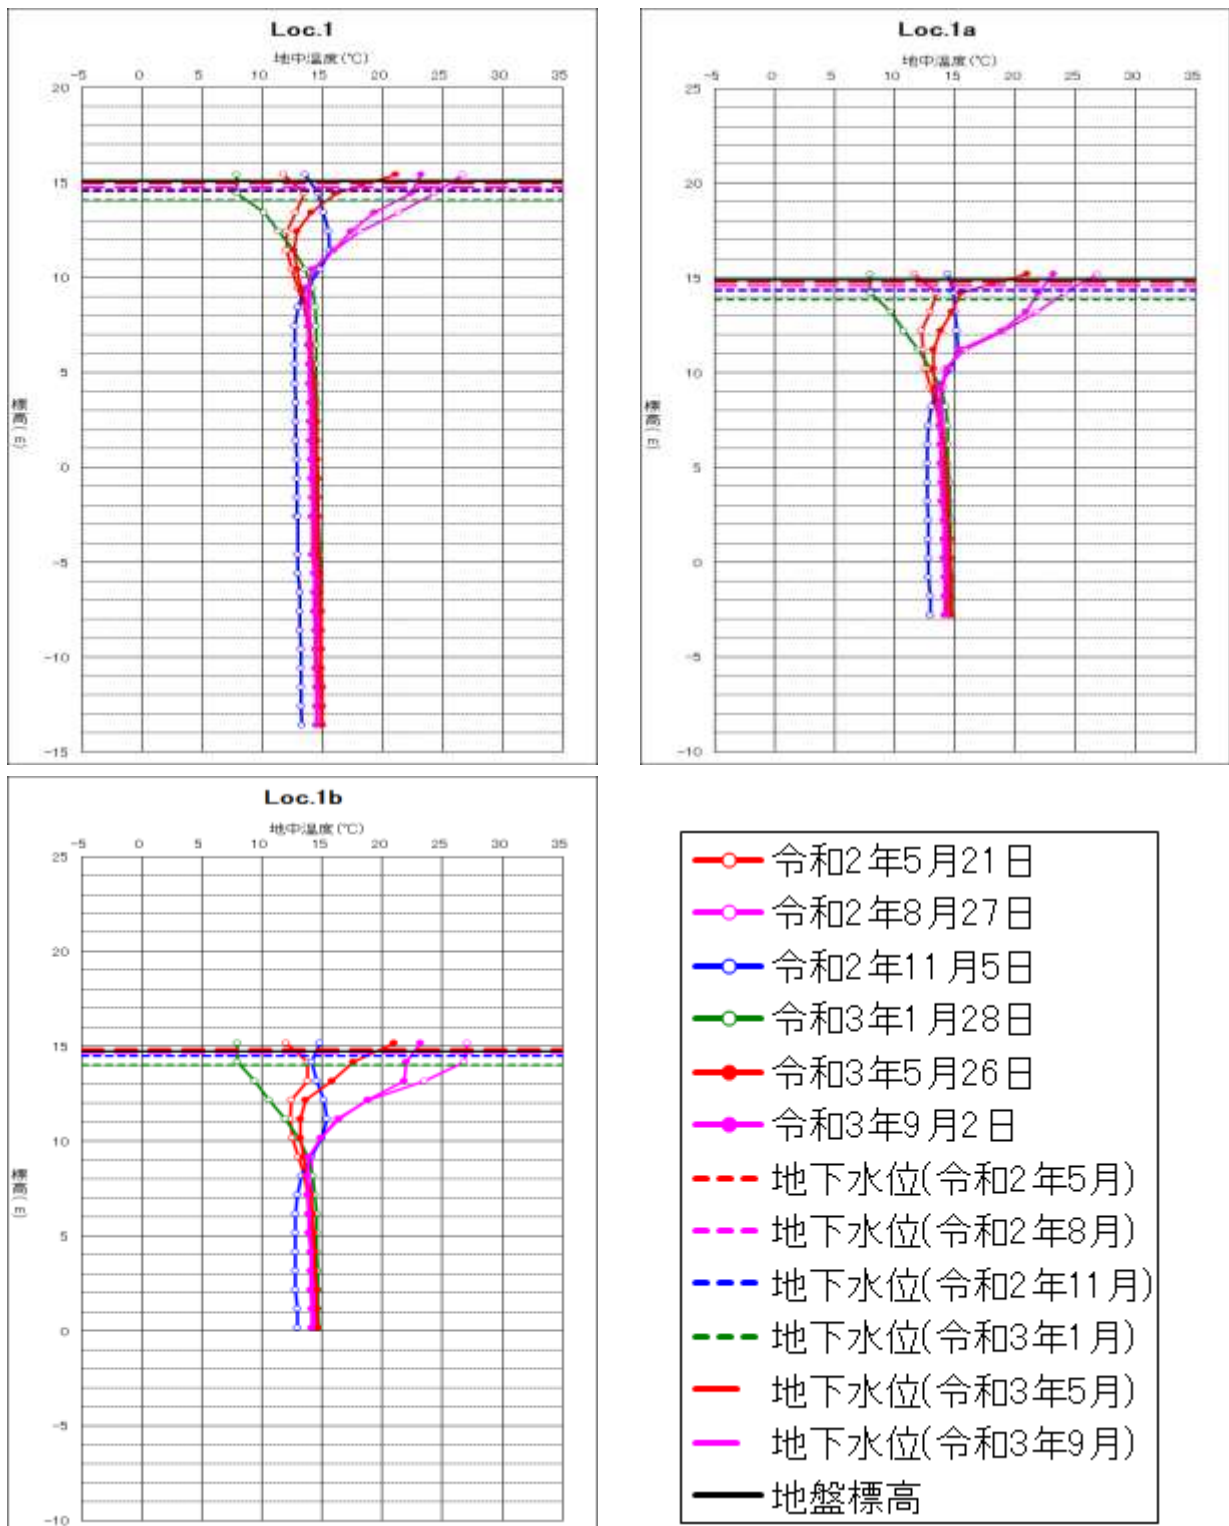 Loc.1
地中温度(℃)
-5 0 5 10 15 20 25 30 35
20
15
10
5
0
-5
-10
-15
標高(m)
Loc.1a
地中温度(℃)
-5 0 5 10 15 20 25 30 35
25
20
15
10
5
0
-5
-10
標高(m)
Loc.1b
地中温度(℃)
-5 0 5 10 15 20 25 30 35
25
20
15
10
5
0
-5
-10
標高(m)
令和2年5月21日
令和2年8月27日
令和2年11月5日
令和3年1月28日
令和3年5月26日
令和3年9月2日
地下水位(令和2年5月)
地下水位(令和2年8月)
地下水位(令和2年11月)
地下水位(令和3年1月)
地下水位(令和3年5月)
地下水位(令和3年9月)
地盤標高